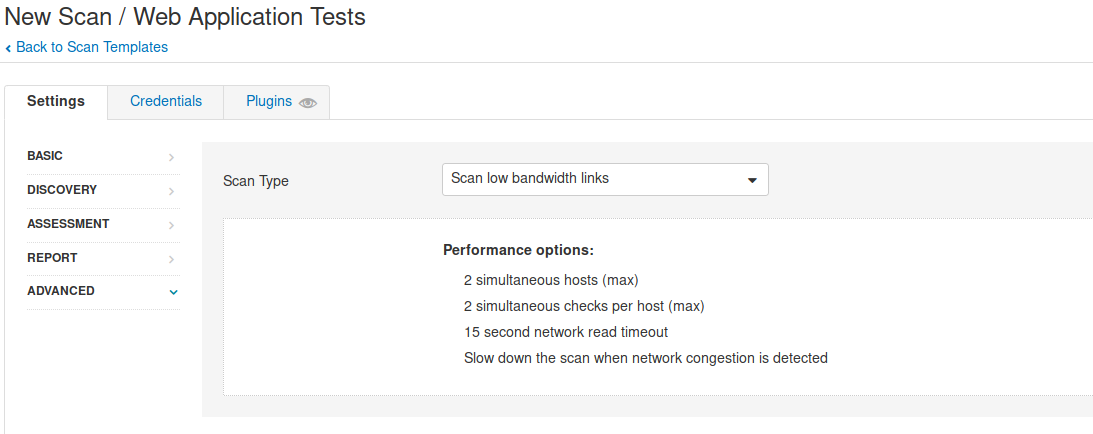 New Scan / Web Application Tests
‹ Back to Scan Templates
Settings
Credentials
Plugins
BASIC
DISCOVERY
ASSESSMENT
REPORT
ADVANCED
Scan Type
Scan low bandwidth links
Performance options:
2 simultaneous hosts (max)
2 simultaneous checks per host (max)
15 second network read timeout
Slow down the scan when network congestion is detected